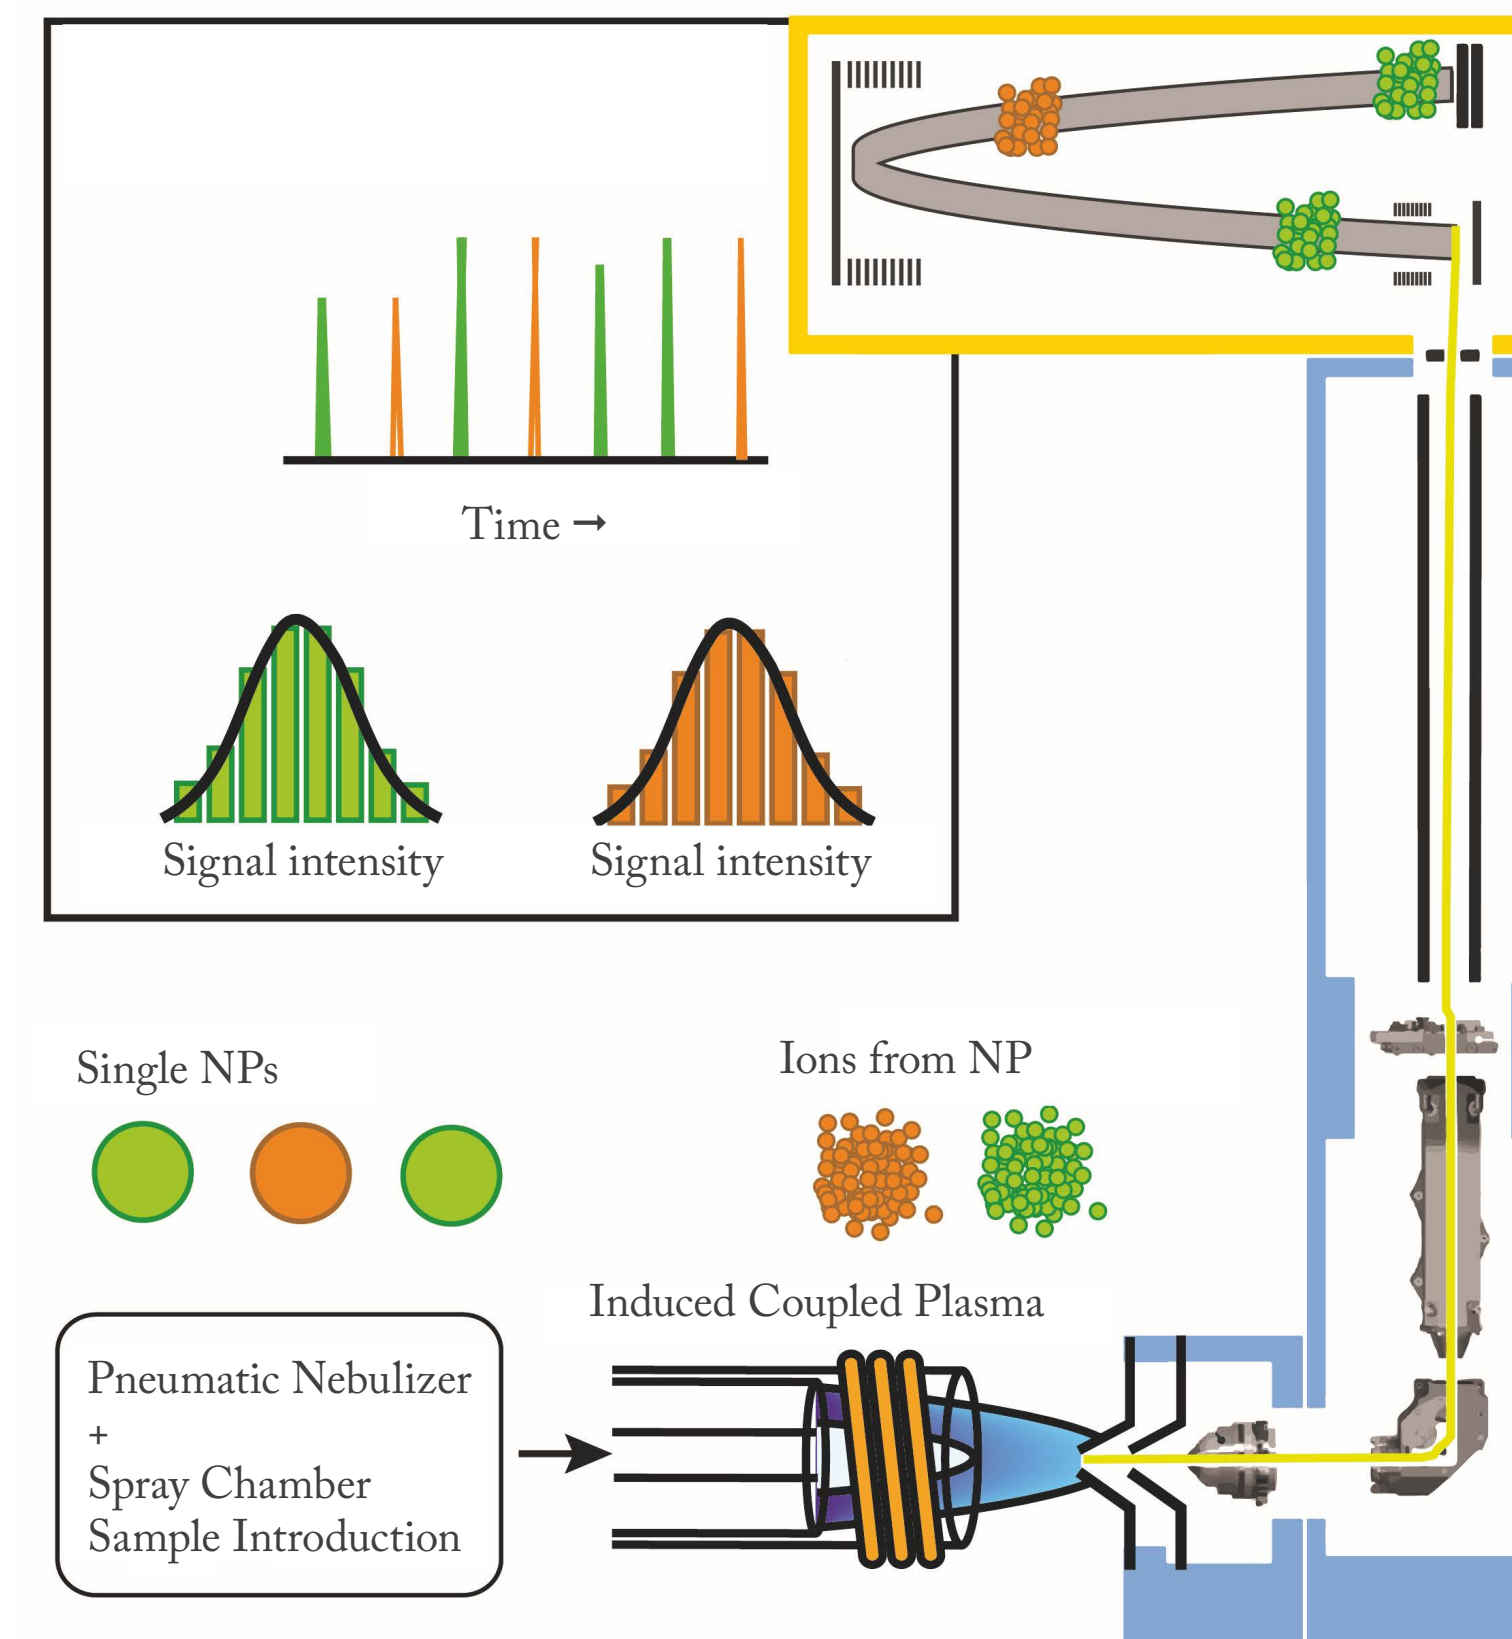 Time →
Signal intensity
Signal intensity
Single NPs
Ions from NP
Induced Coupled Plasma
Pneumatic Nebulizer
+
Spray Chamber
Sample Introduction